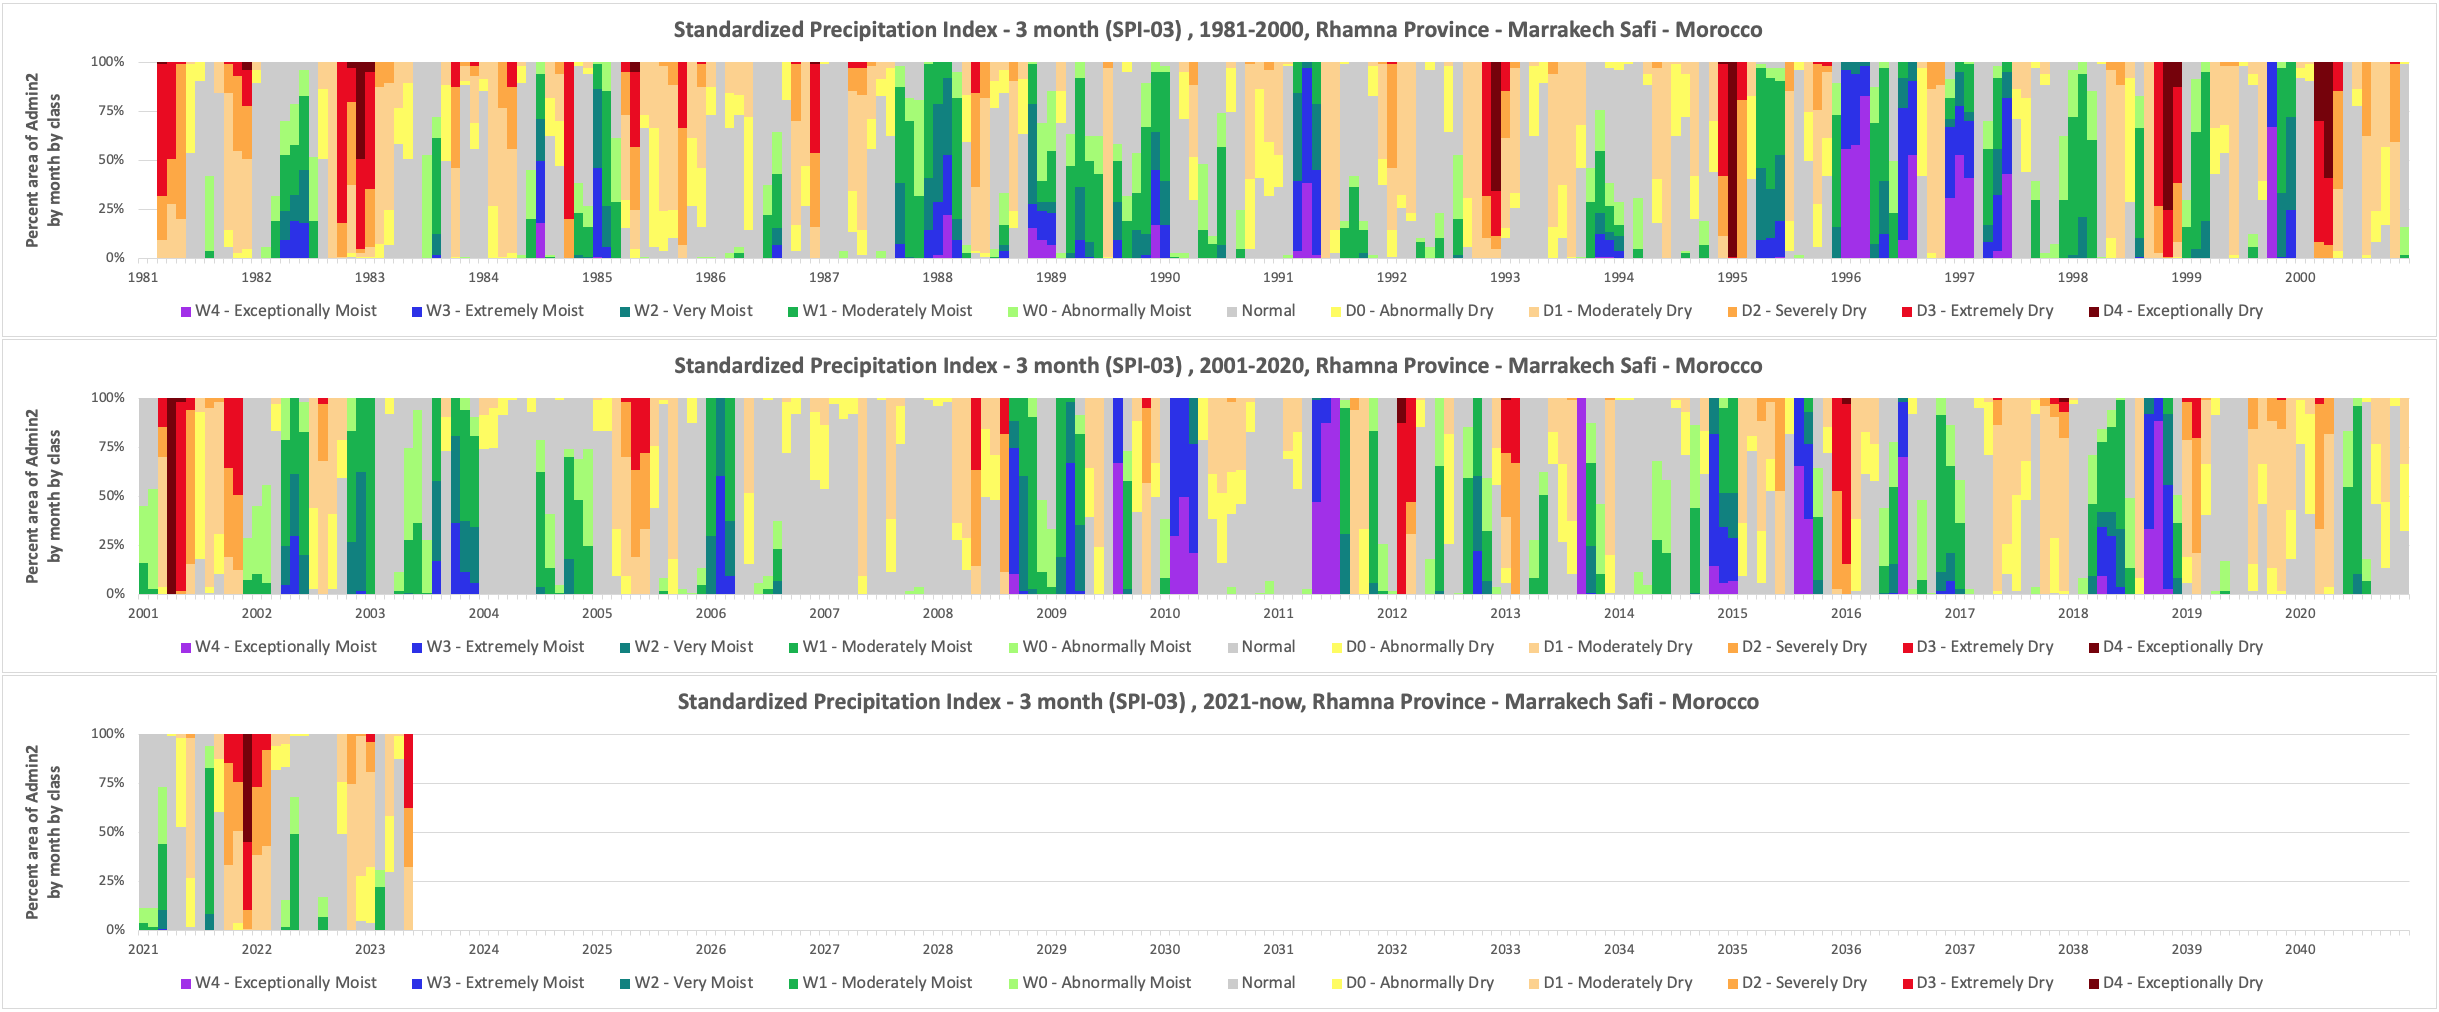 Standardized Precipitation Index - 3 month (SPI-03) , 1981-2000, Rhamna Province - Marrakech Safi - Morocco
Percent area of Admin2
by month by class
100%
75%
50%
25%
0%
1981 1982 1983 1984 1985 1986 1987 1988 1989 1990 1991 1992 1993 1994 1995 1996 1997 1998 1999 2000
W4 - Exceptionally Moist W3 - Extremely Moist W2 - Very Moist W1 - Moderately Moist W0 - Abnormally Moist Normal D0 - Abnormally Dry D1 - Moderately Dry D2 - Severely Dry D3 - Extremely Dry D4 - Exceptionally Dry
Standardized Precipitation Index - 3 month (SPI-03) , 2001-2020, Rhamna Province - Marrakech Safi - Morocco
Percent area of Admin2
by month by class
100%
75%
50%
25%
0%
2001 2002 2003 2004 2005 2006 2007 2008 2009 2010 2011 2012 2013 2014 2015 2016 2017 2018 2019 2020
W4 - Exceptionally Moist W3 - Extremely Moist W2 - Very Moist W1 - Moderately Moist W0 - Abnormally Moist Normal D0 - Abnormally Dry D1 - Moderately Dry D2 - Severely Dry D3 - Extremely Dry D4 - Exceptionally Dry
Standardized Precipitation Index - 3 month (SPI-03) , 2021-now, Rhamna Province - Marrakech Safi - Morocco
Percent area of Admin2
by month by class
100%
75%
50%
25%
0%
2021 2022 2023 2024 2025 2026 2027 2028 2029 2030 2031 2032 2033 2034 2035 2036 2037 2038 2039 2040
W4 - Exceptionally Moist W3 - Extremely Moist W2 - Very Moist W1 - Moderately Moist W0 - Abnormally Moist Normal D0 - Abnormally Dry D1 - Moderately Dry D2 - Severely Dry D3 - Extremely Dry D4 - Exceptionally Dry